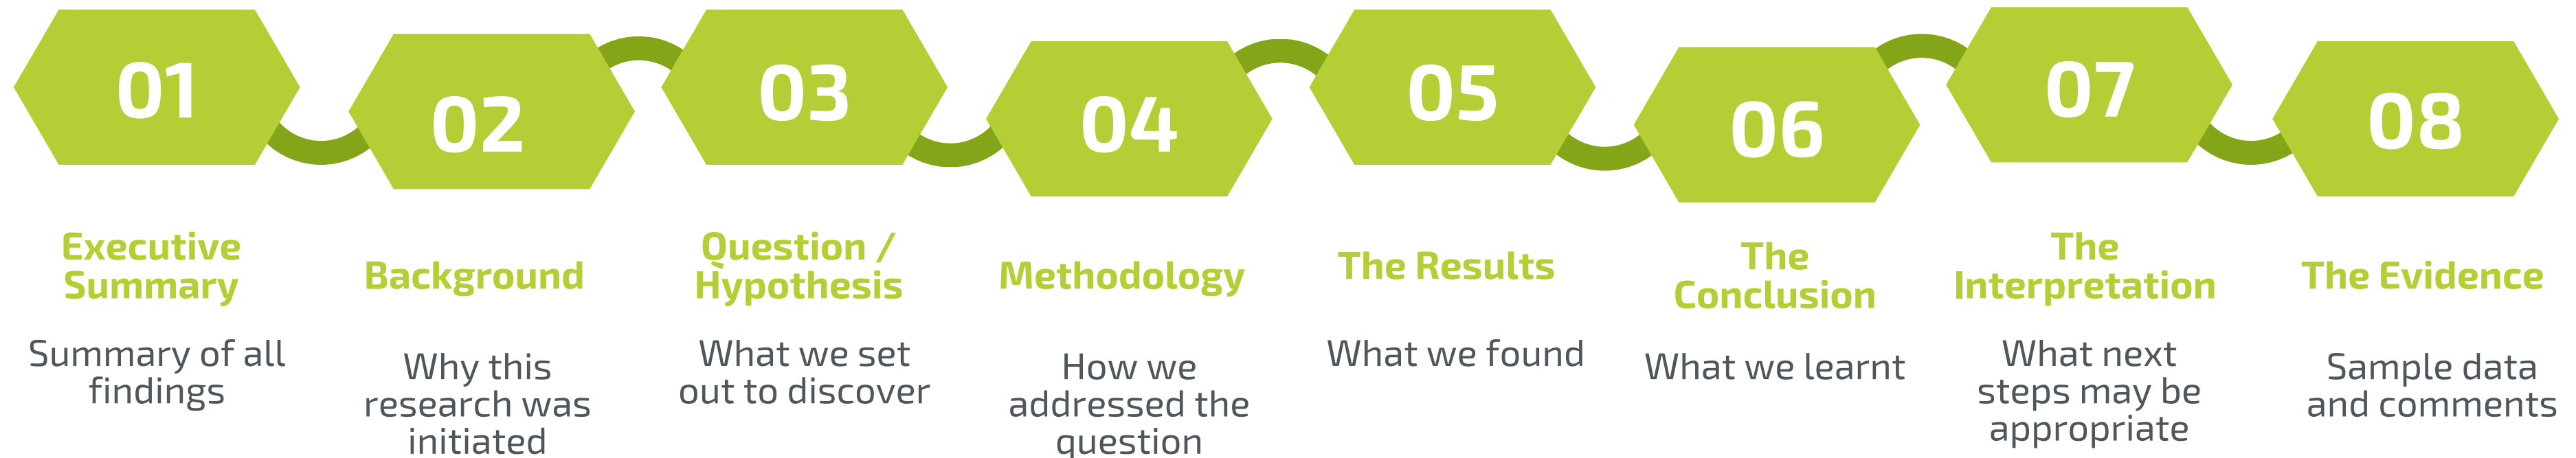 01
Executive
Summary
Summary of all
findings
02
Background
Why this
research was
initiated
03
Question /
Hypothesis
What we set
out to discover
04
Methodology
How we
addressed the
question
05
The Results
What we found
06
The
Conclusion
What we learnt
07
The
Interpretation
What next
steps may be
appropriate
08
The Evidence
Sample data
and comments